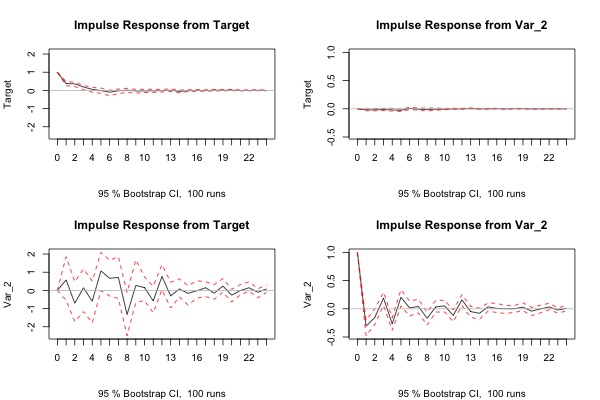 Impulse Response from Target
Impulse Response from Var_2
Target
2
1
0
-1
-2
0 2 4 6 8 10 13 16 19 22
95 % Bootstrap CI, 100 runs
Target
1.0
0.5
0.0
-0.5
0 2 4 6 8 10 13 16 19 22
95 % Bootstrap CI, 100 runs
Impulse Response from Target
Impulse Response from Var_2
Var_2
2
1
0
-1
-2
0 2 4 6 8 10 13 16 19 22
95 % Bootstrap CI, 100 runs
Var_2
1.0
0.5
0.0
-0.5
0 2 4 6 8 10 13 16 19 22
95 % Bootstrap CI, 100 runs